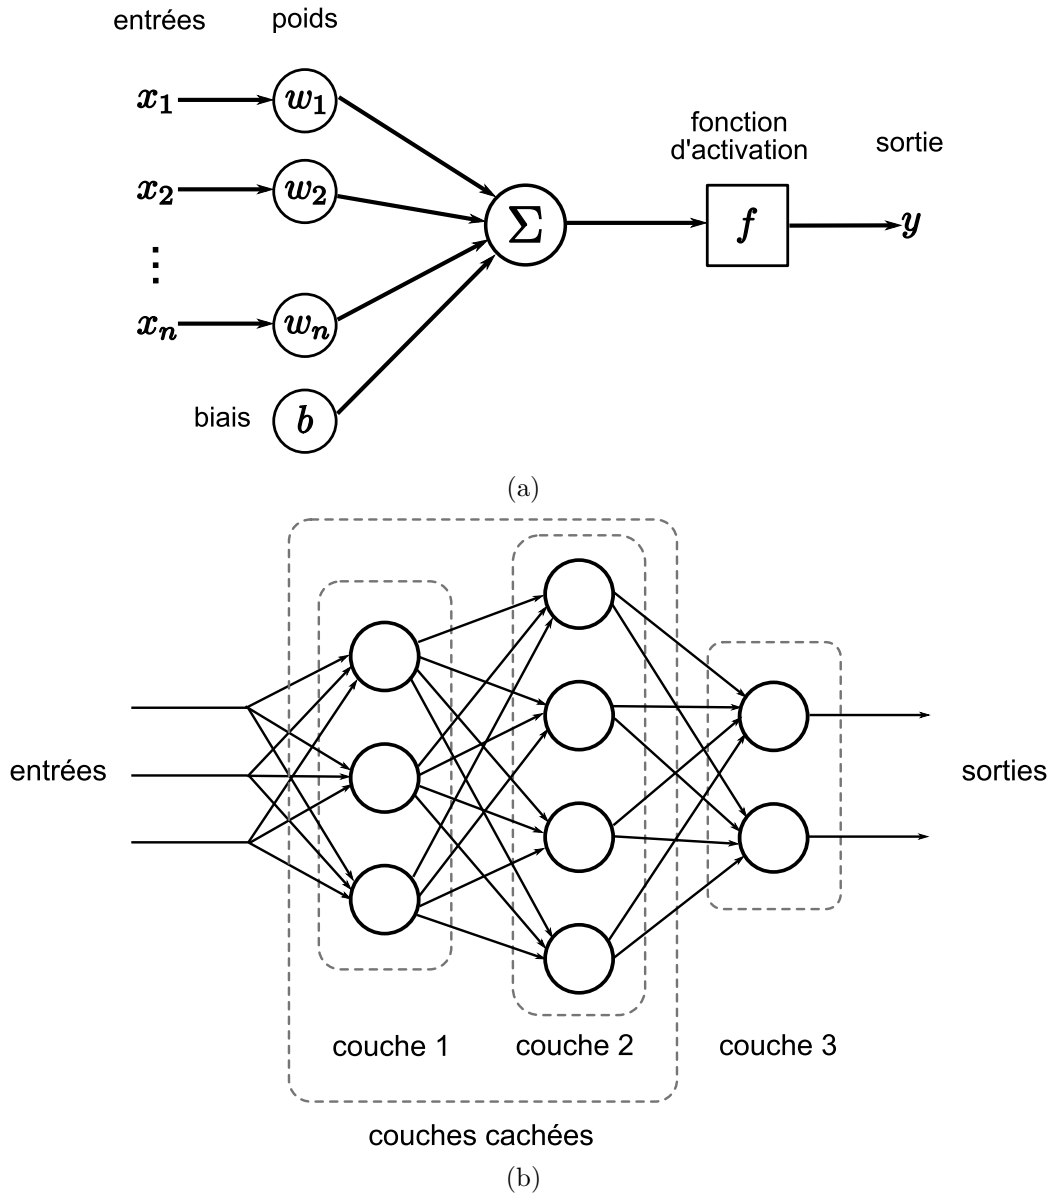 entrées poids
x1 w1
fonction
d'activation
sortie
x2 w2
Σ f y
⋮
xn wn
biais b
(a)
entrées
sorties
couche 1 couche 2 couche 3
couches cachées
(b)